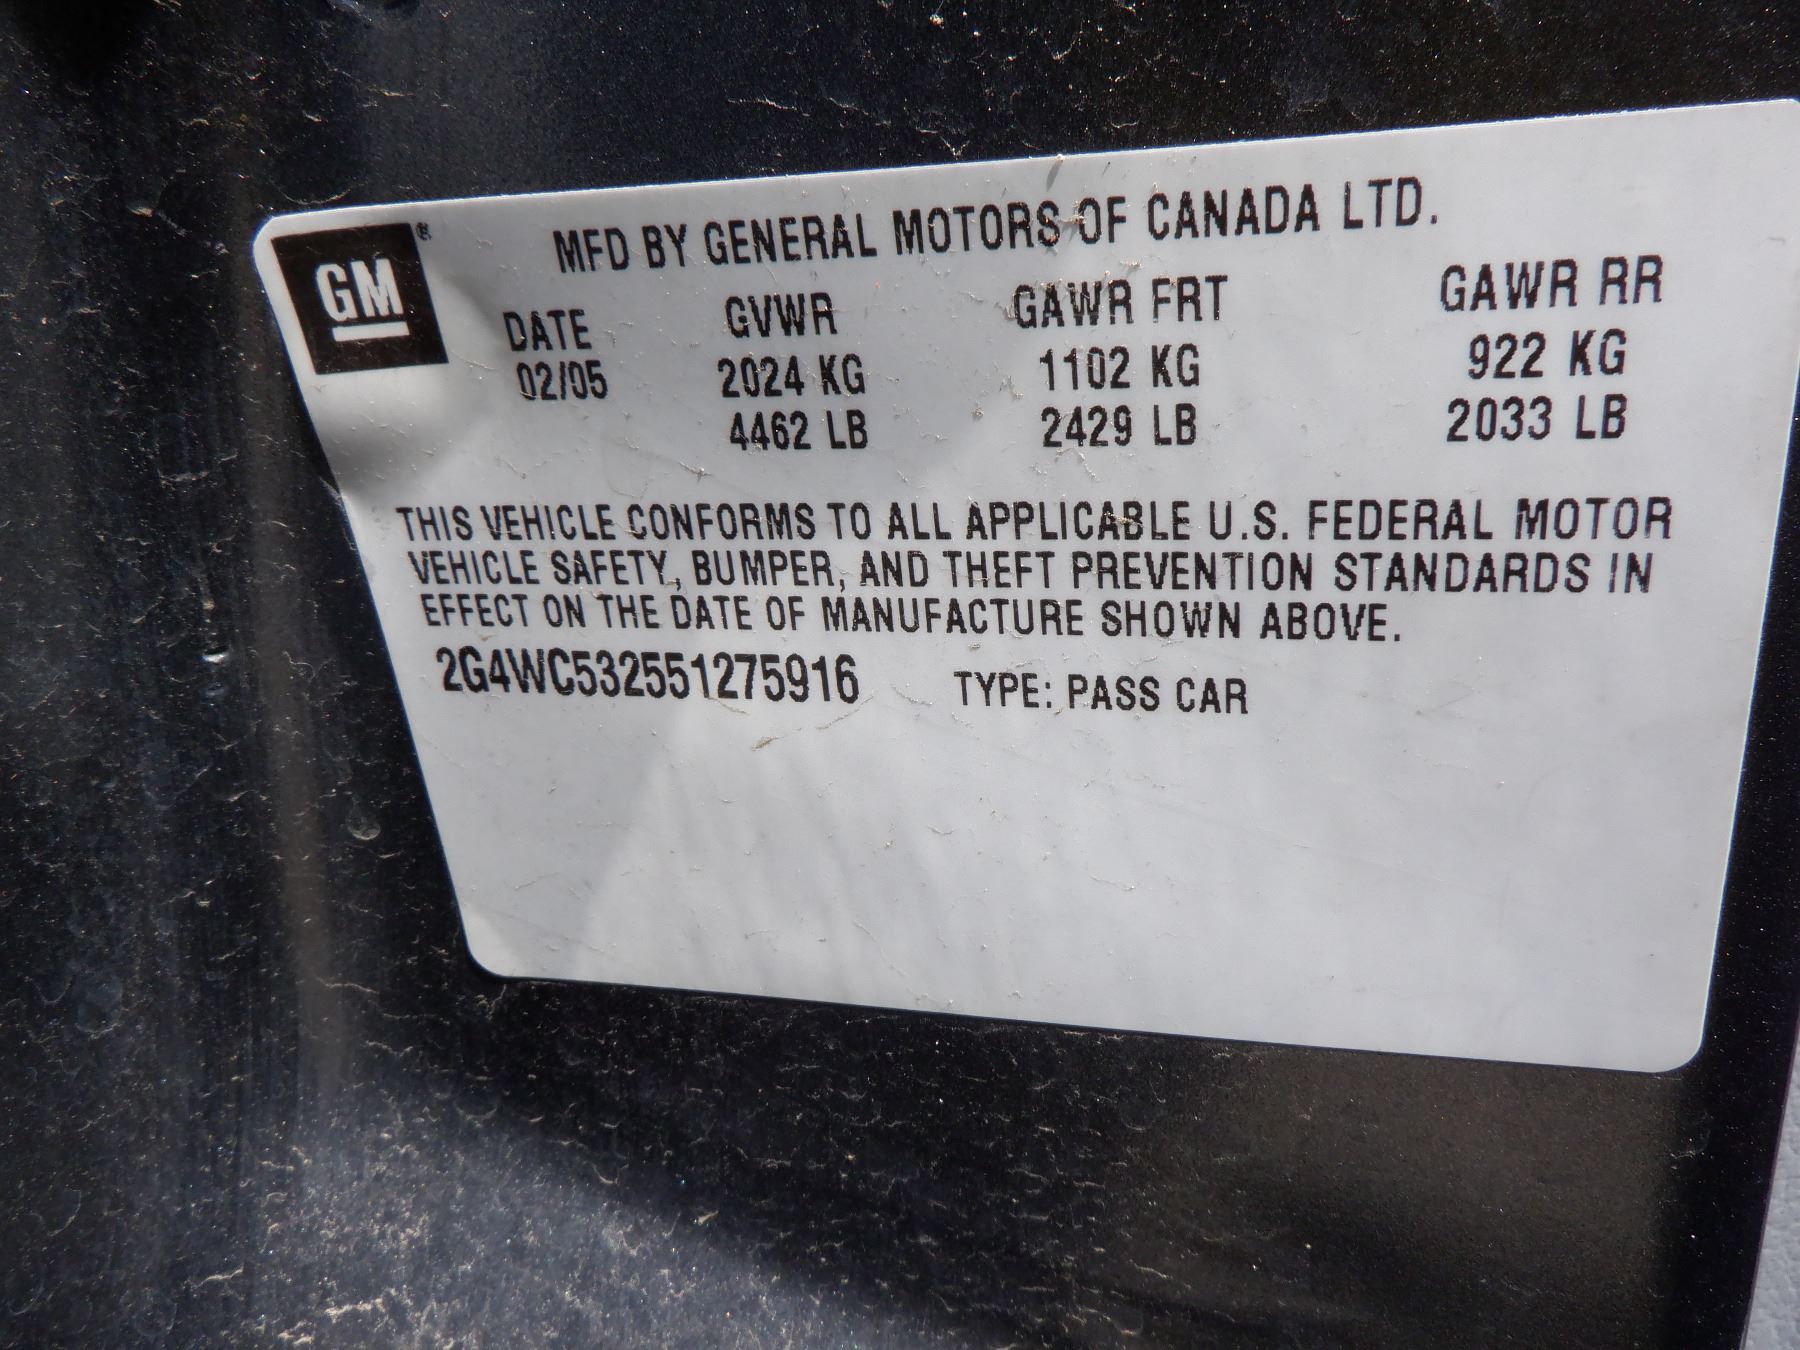 GM®
MFD BY GENERAL MOTORS OF CANADA LTD.
DATE GVWR GAWR FRT GAWR RR
02/05 2024 KG 1102 KG 922 KG
4462 LB 2429 LB 2033 LB
THIS VEHICLE CONFORMS TO ALL APPLICABLE U.S. FEDERAL MOTOR
VEHICLE SAFETY, BUMPER, AND THEFT PREVENTION STANDARDS IN
EFFECT ON THE DATE OF MANUFACTURE SHOWN ABOVE.
2G4WC532551275916 TYPE: PASS CAR